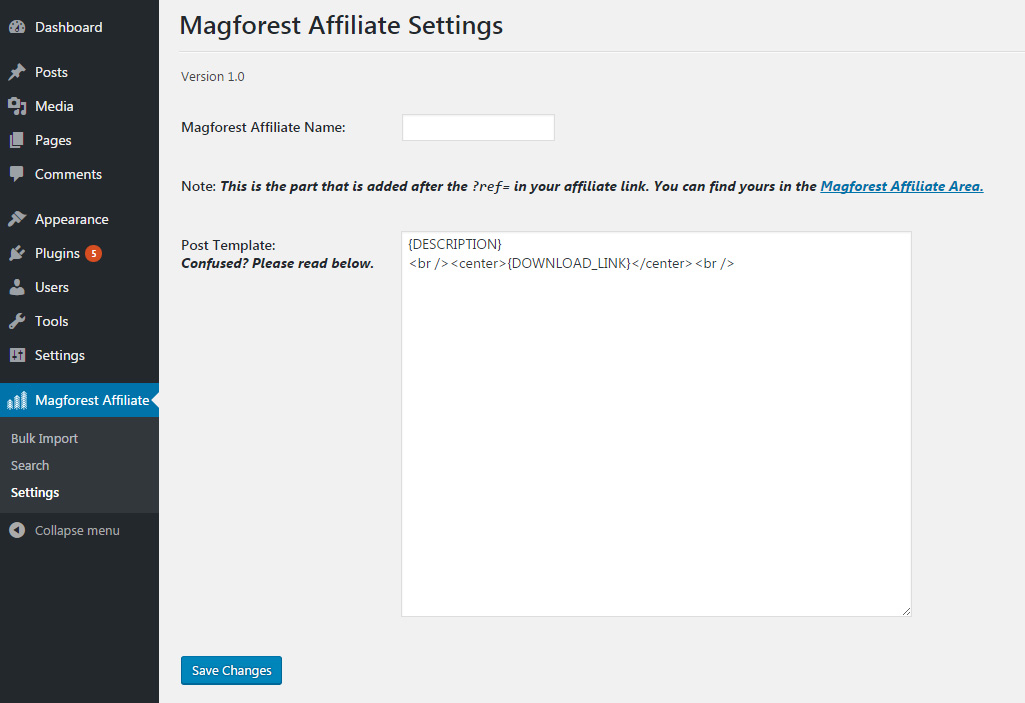 Dashboard
Posts
Media
Pages
Comments
Appearance
Plugins 5
Users
Tools
Settings
Magforest Affiliate
Bulk Import
Search
Settings
Collapse menu
Magforest Affiliate Settings
Version 1.0
Magforest Affiliate Name:
Note: This is the part that is added after the ?ref= in your affiliate link. You can find yours in the Magforest Affiliate Area.
Post Template:
Confused? Please read below.
{DESCRIPTION}
<br /><center>{DOWNLOAD_LINK}</center><br />
Save Changes